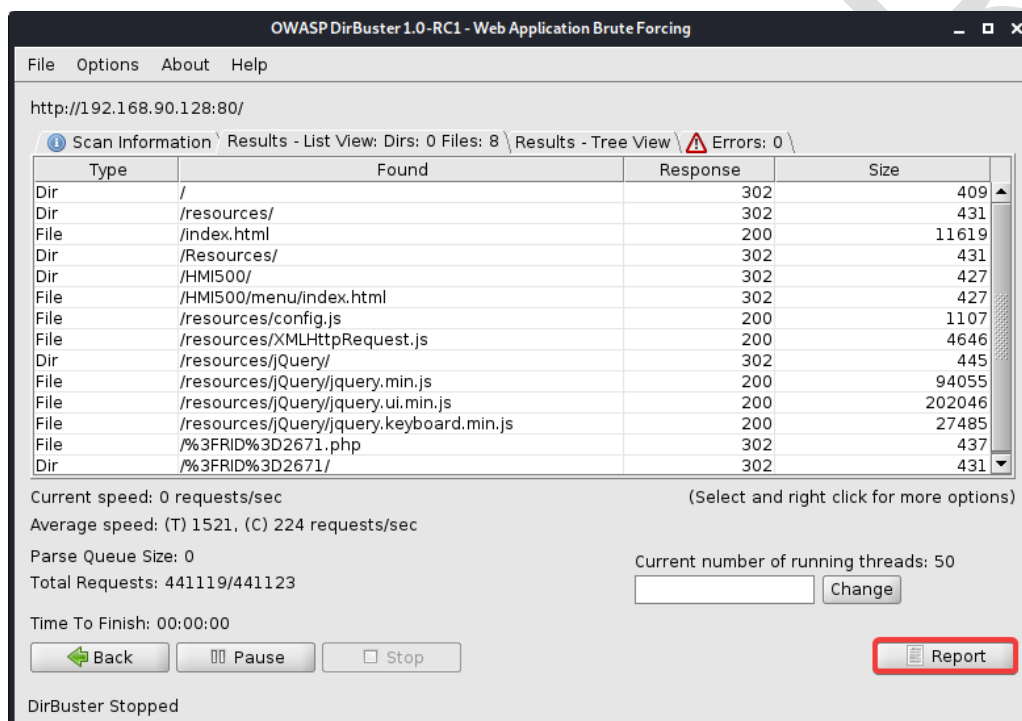 OWASP DirBuster 1.0-RC1 - Web Application Brute Forcing
File Options About Help
http://192.168.90.128:80/
Scan Information Results - List View: Dirs: 0 Files: 8 Results - Tree View Errors: 0
Type Found Response Size
Dir / 302 409
Dir /resources/ 302 431
File /index.html 200 11619
Dir /Resources/ 302 431
Dir /HMI500/ 302 427
File /HMI500/menu/index.html 302 427
File /resources/config.js 200 1107
File /resources/XMLHttpRequest.js 200 4646
Dir /resources/jQuery/ 302 445
File /resources/jQuery/jquery.min.js 200 94055
File /resources/jQuery/jquery.ui.min.js 200 202046
File /resources/jQuery/jquery.keyboard.min.js 200 27485
File /%3FRID%3D2671.php 302 437
Dir /%3FRID%3D2671/ 302 431
Current speed: 0 requests/sec (Select and right click for more options)
Average speed: (T) 1521, (C) 224 requests/sec
Parse Queue Size: 0 Current number of running threads: 50
Total Requests: 441119/441123 Change
Time To Finish: 00:00:00
Back Pause Stop Report
DirBuster Stopped